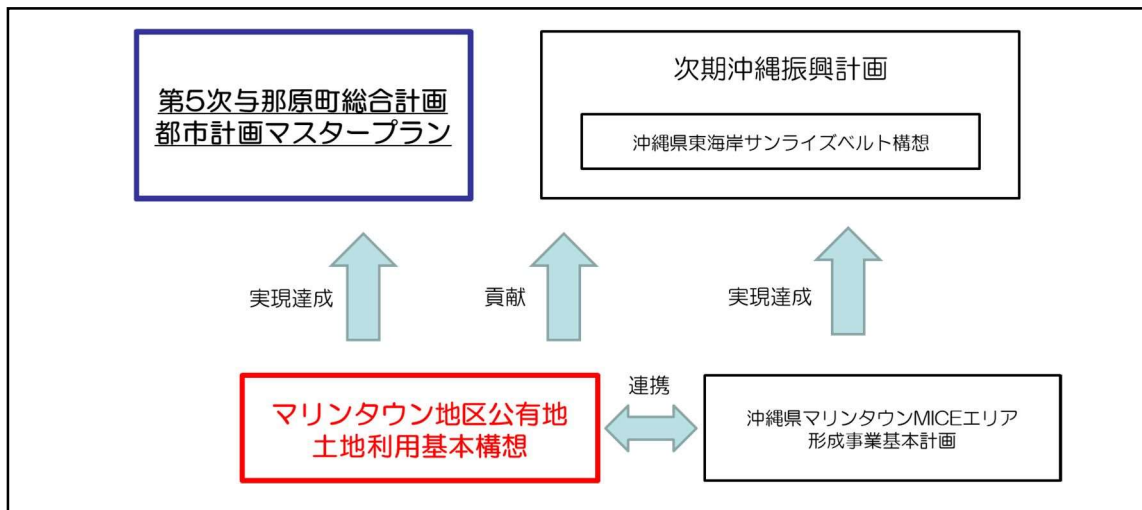 第5次与那原町総合計画
都市計画マスタープラン
次期沖縄振興計画
沖縄県東海岸サンライズベルト構想
実現達成
貢献
実現達成
マリンタウン地区公有地
土地利用基本構想
連携
沖縄県マリンタウンMICEエリア
形成事業基本計画